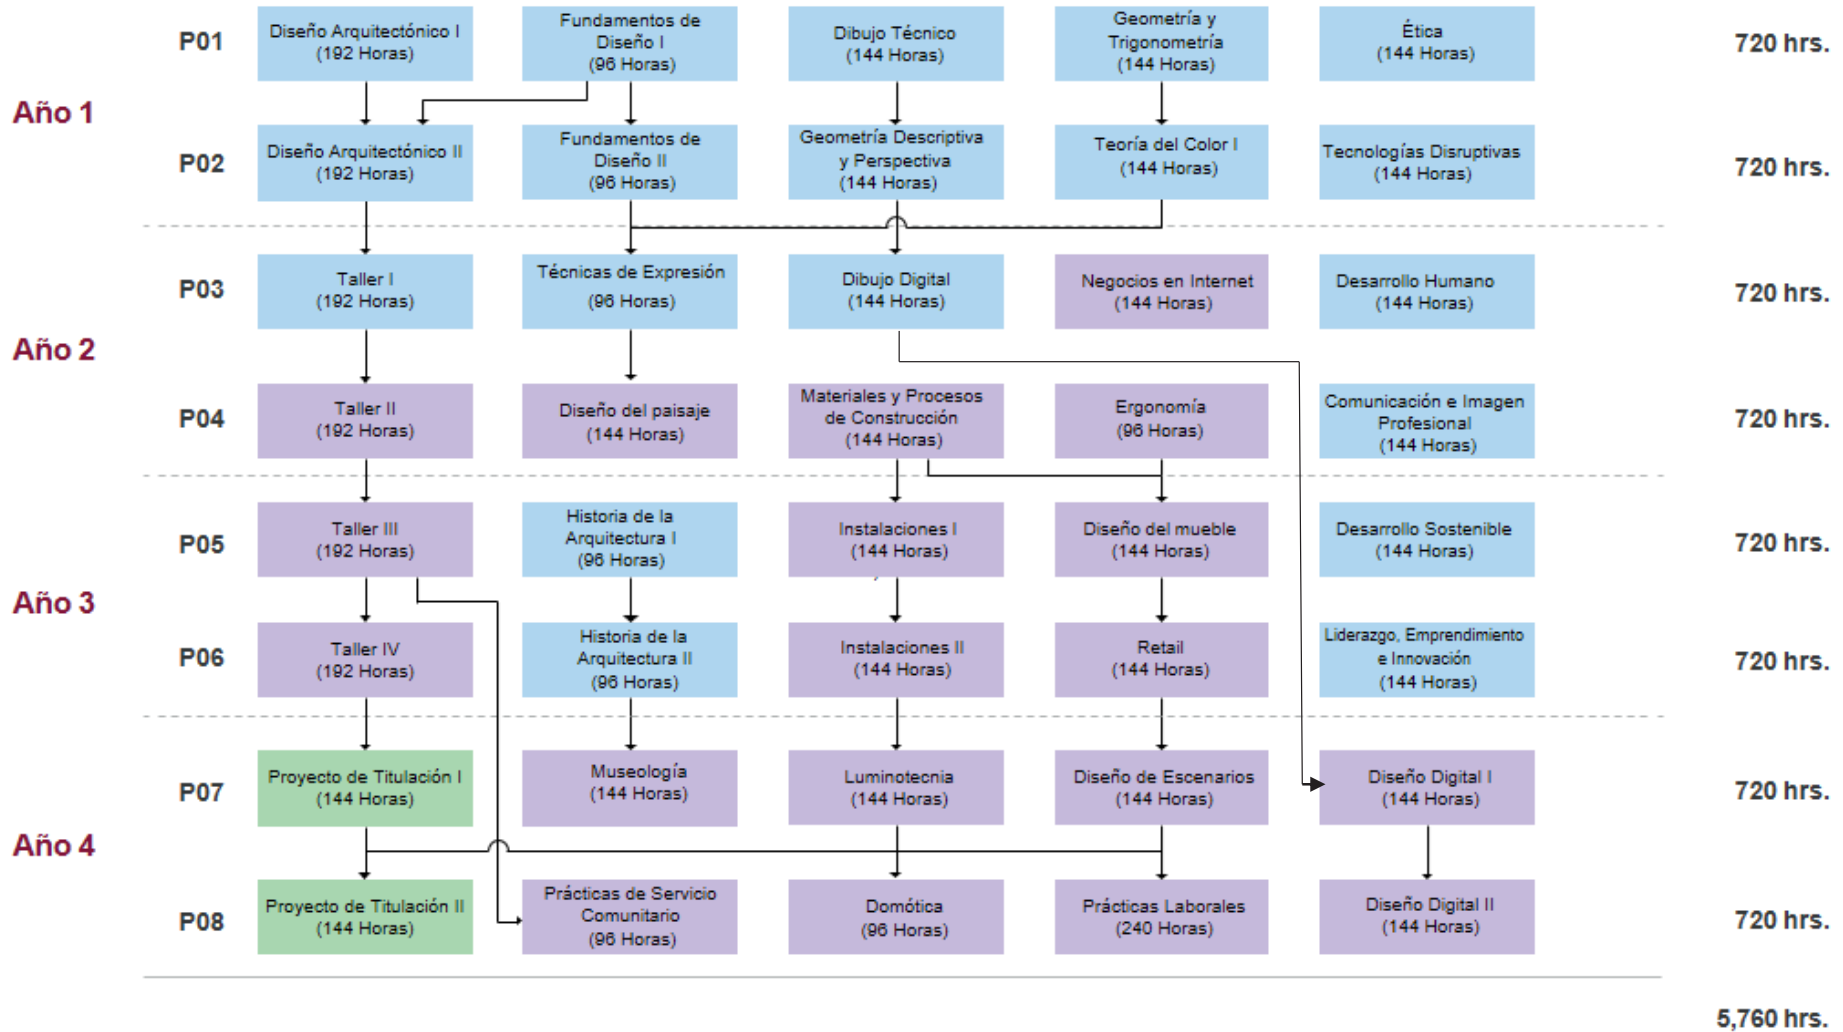 P01
Diseño Arquitectónico I
(192 Horas)
Fundamentos de
Diseño I
(96 Horas)
Dibujo Técnico
(144 Horas)
Geometría y
Trigonometría
(144 Horas)
Ética
(144 Horas)
720 hrs.
Año 1
P02
Diseño Arquitectónico II
(192 Horas)
Fundamentos de
Diseño II
(96 Horas)
Geometría Descriptiva
y Perspectiva
(144 Horas)
Teoría del Color I
(144 Horas)
Tecnologías Disruptivas
(144 Horas)
720 hrs.
P03
Taller I
(192 Horas)
Técnicas de Expresión
(96 Horas)
Dibujo Digital
(144 Horas)
Negocios en Internet
(144 Horas)
Desarrollo Humano
(144 Horas)
720 hrs.
Año 2
P04
Taller II
(192 Horas)
Diseño del paisaje
(144 Horas)
Materiales y Procesos
de Construcción
(144 Horas)
Ergonomía
(96 Horas)
Comunicación e Imagen
Profesional
(144 Horas)
720 hrs.
P05
Taller III
(192 Horas)
Historia de la
Arquitectura I
(96 Horas)
Instalaciones I
(144 Horas)
Diseño del mueble
(144 Horas)
Desarrollo Sostenible
(144 Horas)
720 hrs.
Año 3
P06
Taller IV
(192 Horas)
Historia de la
Arquitectura II
(96 Horas)
Instalaciones II
(144 Horas)
Retail
(144 Horas)
Liderazgo, Emprendimiento
e Innovación
(144 Horas)
720 hrs.
P07
Proyecto de Titulación I
(144 Horas)
Museología
(144 Horas)
Luminotecnia
(144 Horas)
Diseño de Escenarios
(144 Horas)
Diseño Digital I
(144 Horas)
720 hrs.
Año 4
P08
Proyecto de Titulación II
(144 Horas)
Prácticas de Servicio
Comunitario
(96 Horas)
Domótica
(96 Horas)
Prácticas Laborales
(240 Horas)
Diseño Digital II
(144 Horas)
720 hrs.
5,760 hrs.